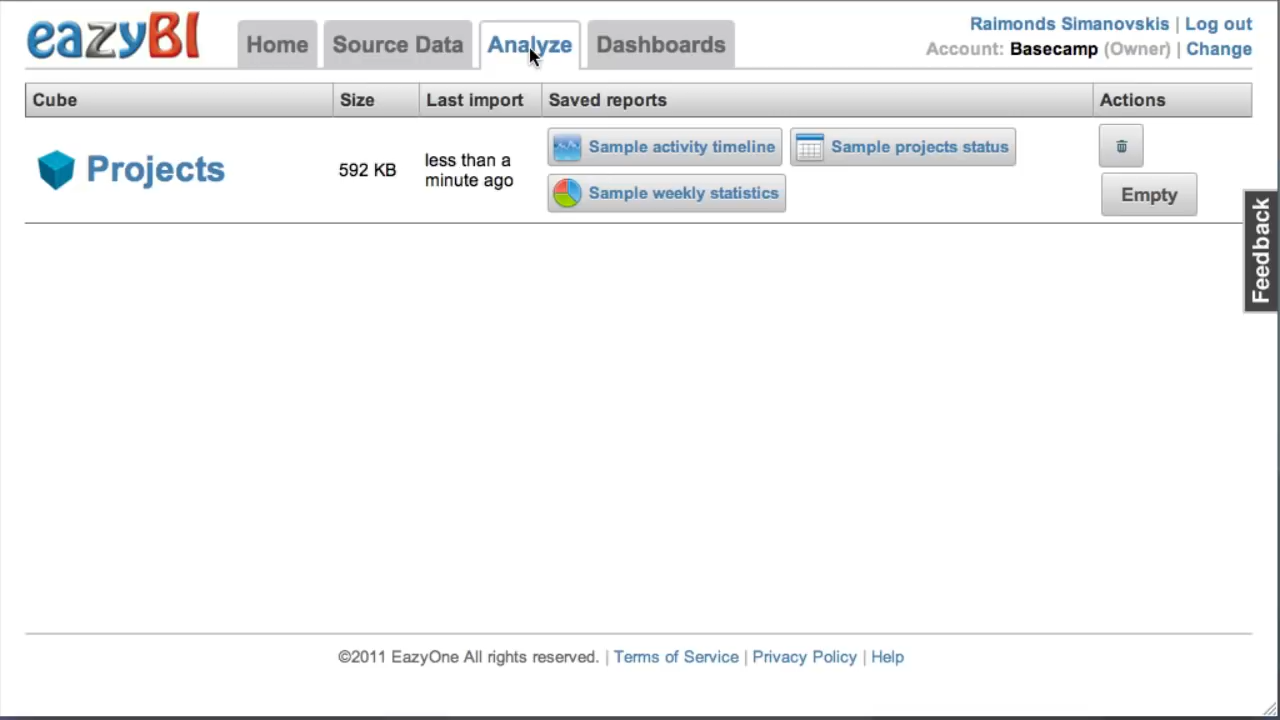 eazyBI
Home
Source Data
Analyze
Dashboards
Raimonds Simanovskis | Log out
Account: Basecamp (Owner) | Change
Cube
Size
Last import
Saved reports
Actions
Projects
592 KB
less than a
minute ago
Sample activity timeline
Sample projects status
Sample weekly statistics
Empty
Feedback
©2011 EazyOne All rights reserved. | Terms of Service | Privacy Policy | Help